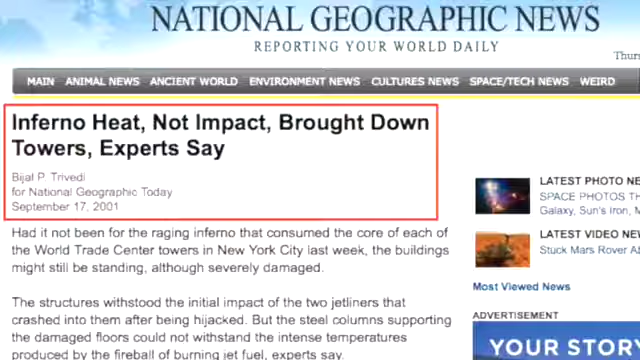 NATIONAL GEOGRAPHIC NEWS
REPORTING YOUR WORLD DAILY
MAIN ANIMAL NEWS ANCIENT WORLD ENVIRONMENT NEWS CULTURES NEWS SPACE/TECH NEWS WEIRD
Inferno Heat, Not Impact, Brought Down
Towers, Experts Say
Bijal P. Trivedi
for National Geographic Today
September 17, 2001
Had it not been for the raging inferno that consumed the core of each of
the World Trade Center towers in New York City last week, the buildings
might still be standing, although severely damaged.
The structures withstood the initial impact of the two jetliners that
crashed into them after being hijacked. But the steel columns supporting
the damaged floors could not withstand the intense temperatures
produced by the fireball of burning jet fuel, experts say.
Thurs
LATEST PHOTO NE
SPACE PHOTOS TH
Galaxy, Sun's Iron, M
LATEST VIDEO NEW
Stuck Mars Rover A
Most Viewed News
ADVERTISEMENT
YOUR STORY